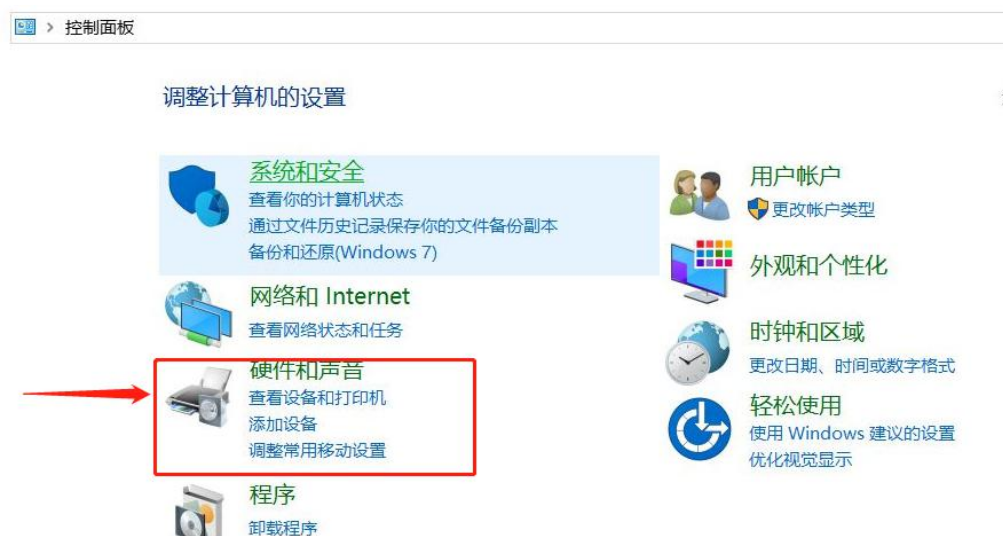 控制面板
调整计算机的设置
系统和安全
查看你的计算机状态
通过文件历史记录保存你的文件备份副本
备份和还原(Windows 7)
网络和 Internet
查看网络状态和任务
硬件和声音
查看设备和打印机
添加设备
调整常用移动设置
程序
卸载程序
用户帐户
更改帐户类型
外观和个性化
时钟和区域
更改日期、时间或数字格式
轻松使用
使用 Windows 建议的设置
优化视觉显示